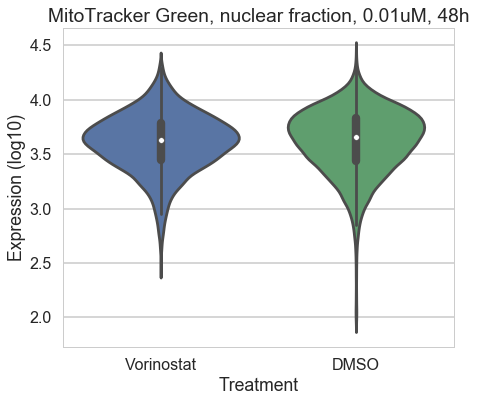 MitoTracker Green, nuclear fraction, 0.01uM, 48h
4.5
4.0
3.5
3.0
2.5
2.0
Expression (log10)
Vorinostat DMSO
Treatment